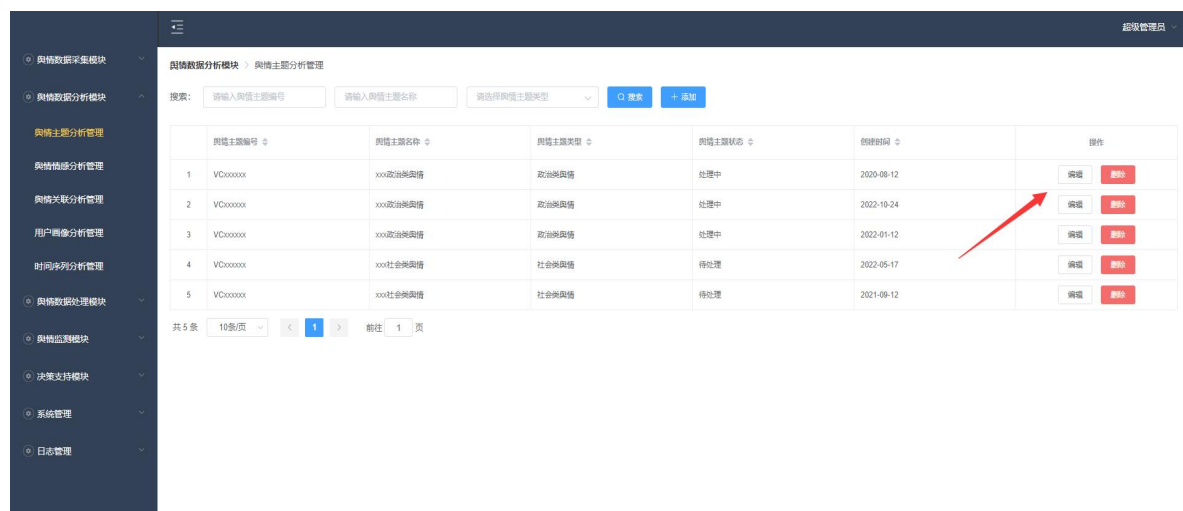 超级管理员
舆情数据采集模块
舆情数据分析模块
舆情主题分析管理
舆情情感分析管理
舆情关联分析管理
用户画像分析管理
时间序列分析管理
舆情数据处理模块
舆情监测模块
决策支持模块
系统管理
日志管理
舆情数据分析模块 > 舆情主题分析管理
搜索: 请输入舆情主题编号 请输入舆情主题名称 请选择舆情主题类型 搜索 + 添加
舆情主题编号 舆情主题名称 舆情主题类型 舆情主题状态 创建时间 操作
1 VCxxxxxx xxx政治类舆情 政治类舆情 处理中 2020-08-12 编辑 删除
2 VCxxxxxx xxx政治类舆情 政治类舆情 处理中 2022-10-24 编辑 删除
3 VCxxxxxx xxx政治类舆情 政治类舆情 处理中 2022-01-12 编辑 删除
4 VCxxxxxx xxx社会类舆情 社会类舆情 待处理 2022-05-17 编辑 删除
5 VCxxxxxx xxx社会类舆情 社会类舆情 待处理 2021-09-12 编辑 删除
共 5 条 10条/页 < 1 > 前往 1 页